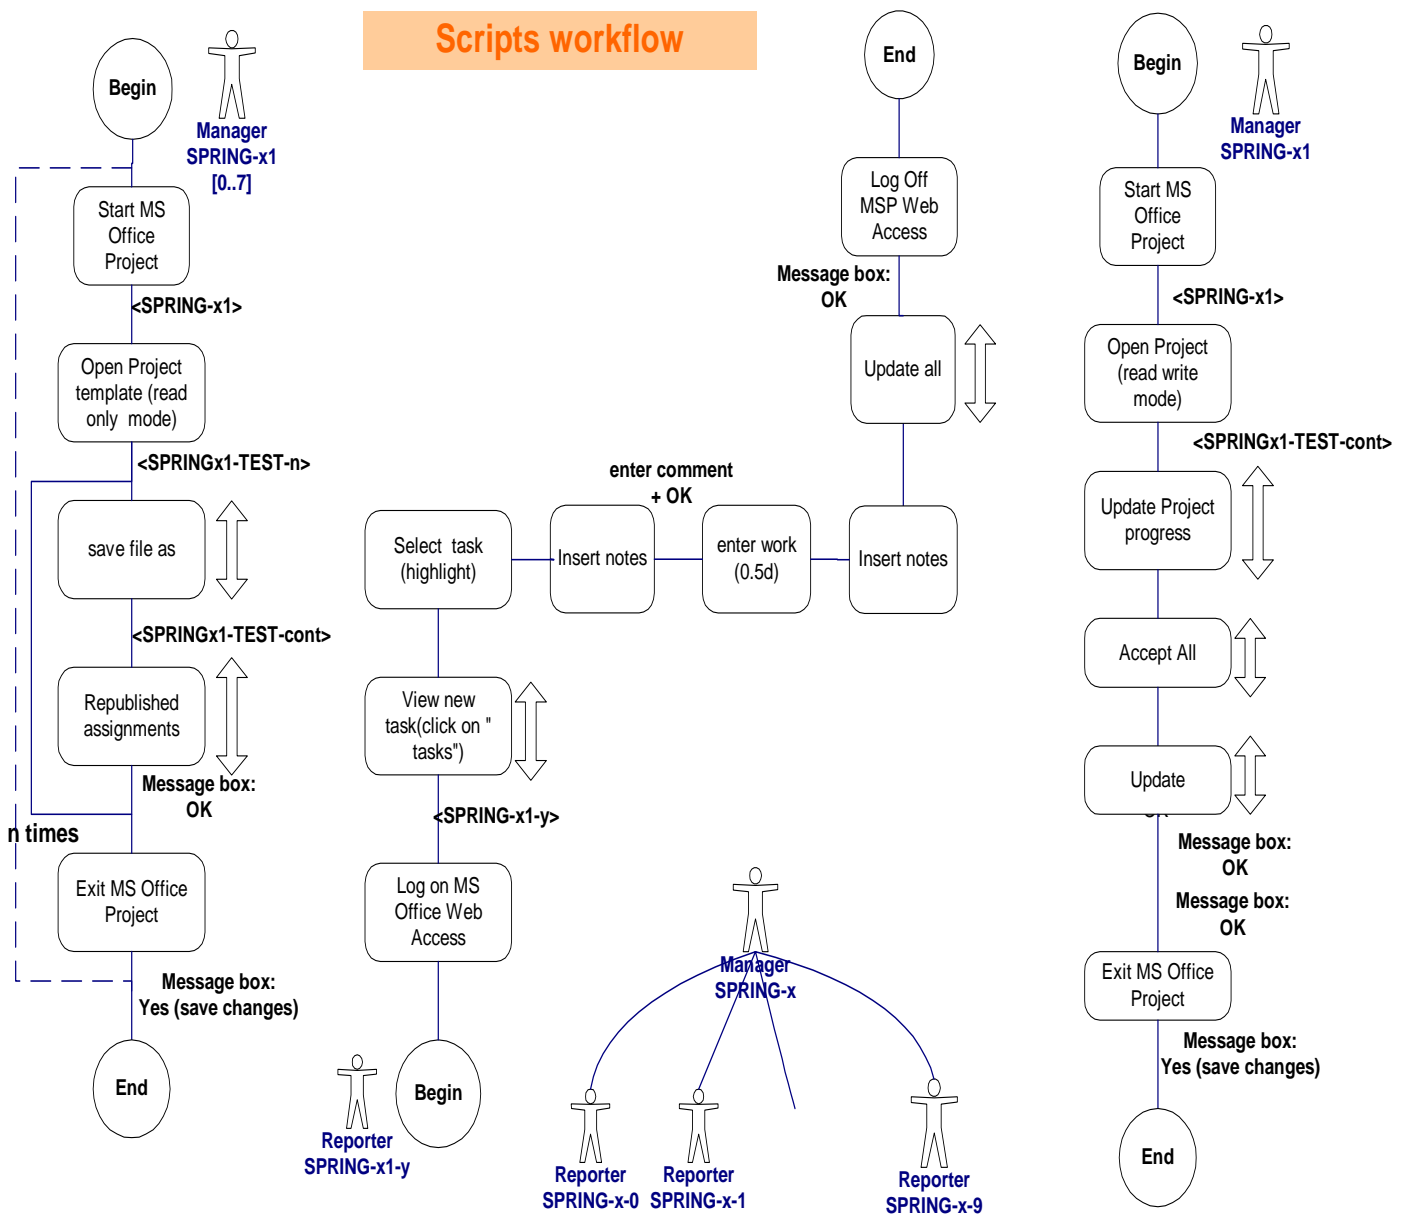 Scripts workflow
Begin
Manager
SPRING-x1
[0..7]
Start MS
Office
Project
<SPRING-x1>
Open Project
template (read
only mode)
<SPRINGx1-TEST-n>
save file as
<SPRINGx1-TEST-cont>
Republished
assignments
Message box:
OK
n times
Exit MS Office
Project
Message box:
Yes (save changes)
End
End
Log Off
MSP Web
Access
Message box:
OK
Update all
enter comment
+ OK
Select task
(highlight)
Insert notes
enter work
(0.5d)
Insert notes
View new
task(click on "
tasks")
<SPRING-x1-y>
Log on MS
Office Web
Access
Begin
Reporter
SPRING-x1-y
Manager
SPRING-x
Reporter
SPRING-x-0
Reporter
SPRING-x-1
Reporter
SPRING-x-9
Begin
Manager
SPRING-x1
Start MS
Office
Project
<SPRING-x1>
Open Project
(read write
mode)
<SPRINGx1-TEST-cont>
Update Project
progress
Accept All
Update
Message box:
OK
Message box:
OK
Exit MS Office
Project
Message box:
Yes (save changes)
End